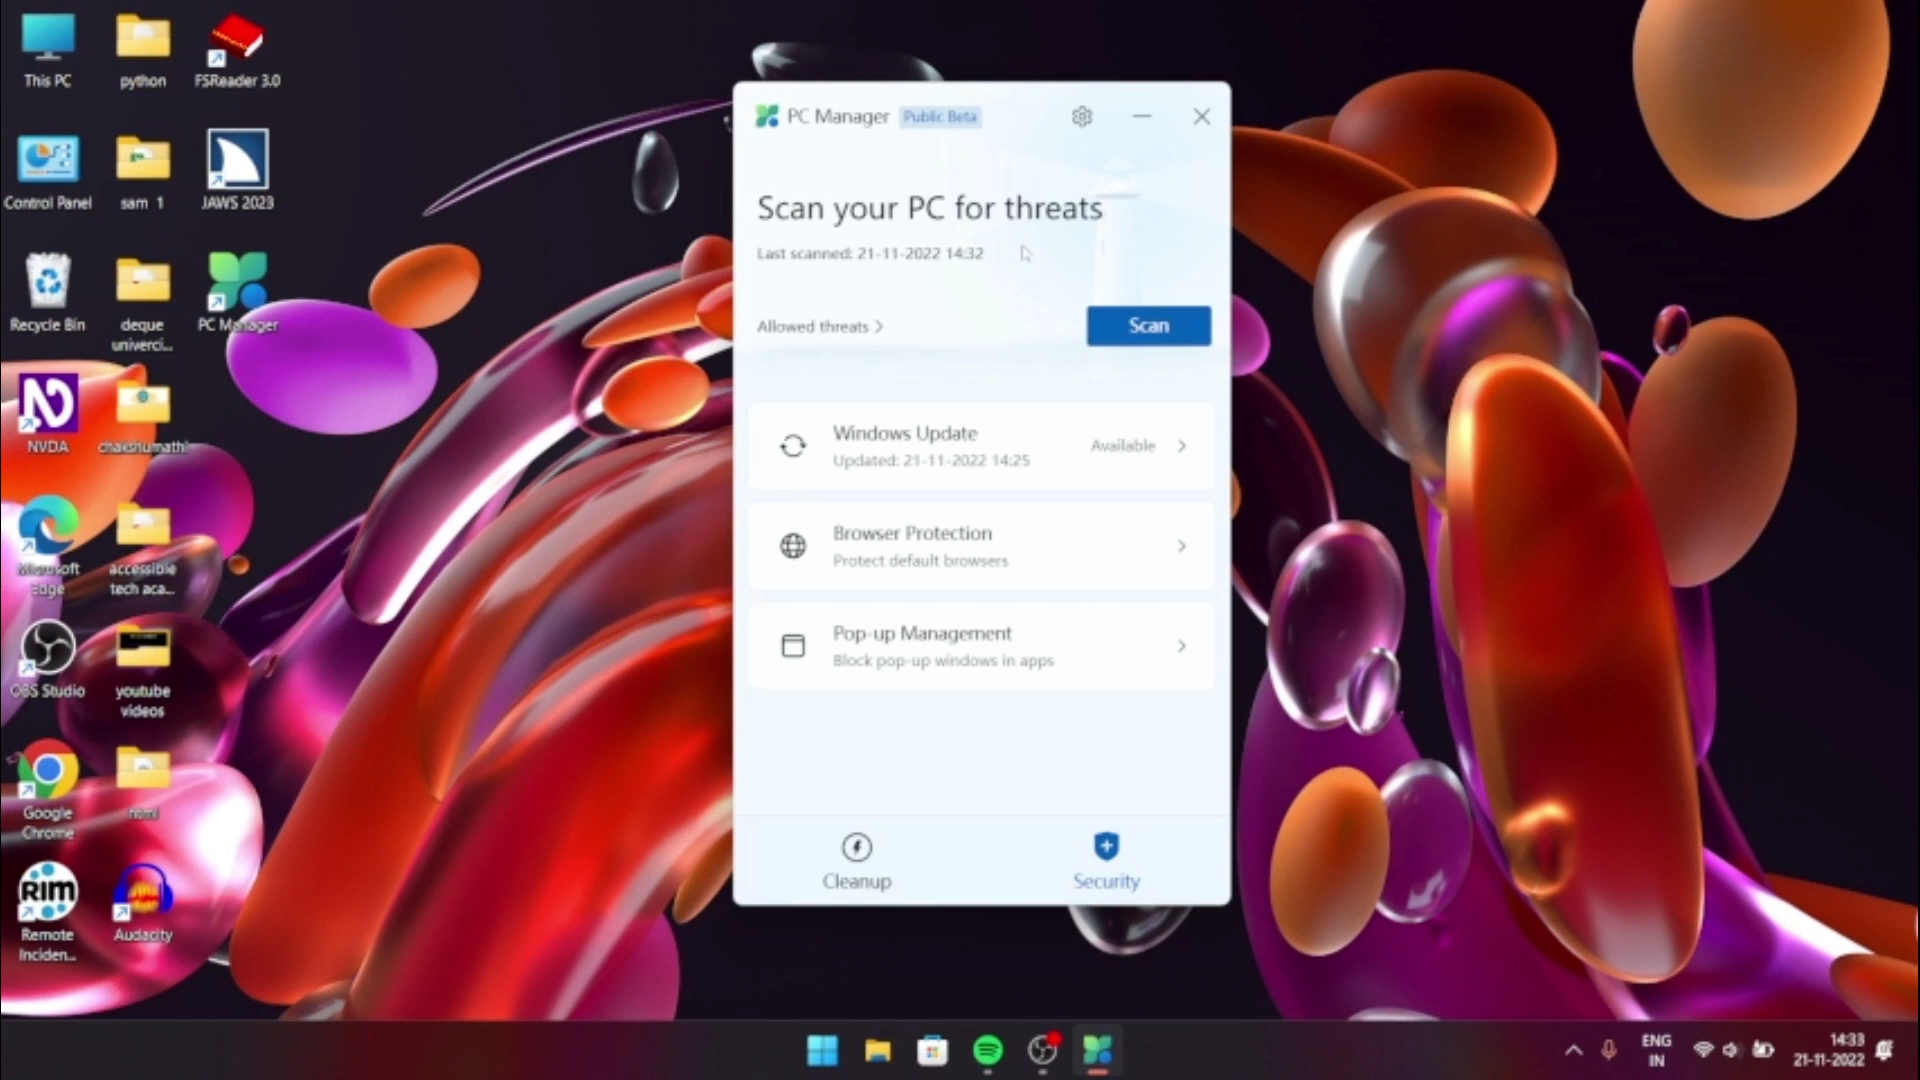 This PC
python
FSReader 3.0
Control Panel
sam 1
JAWS 2023
Recycle Bin
deque
univerci...
PC Manager
NVDA
chakshumathi
Microsoft
Edge
accessible
tech aca...
OBS Studio
youtube
videos
Google
Chrome
html
RIM
Remote
Inciden...
Audacity
PC Manager Public Beta
Scan your PC for threats
Last scanned: 21-11-2022 14:32
Allowed threats
Scan
Windows Update
Updated: 21-11-2022 14:25
Available
Browser Protection
Protect default browsers
Pop-up Management
Block pop-up windows in apps
Cleanup
Security
ENG
IN
14:33
21-11-2022